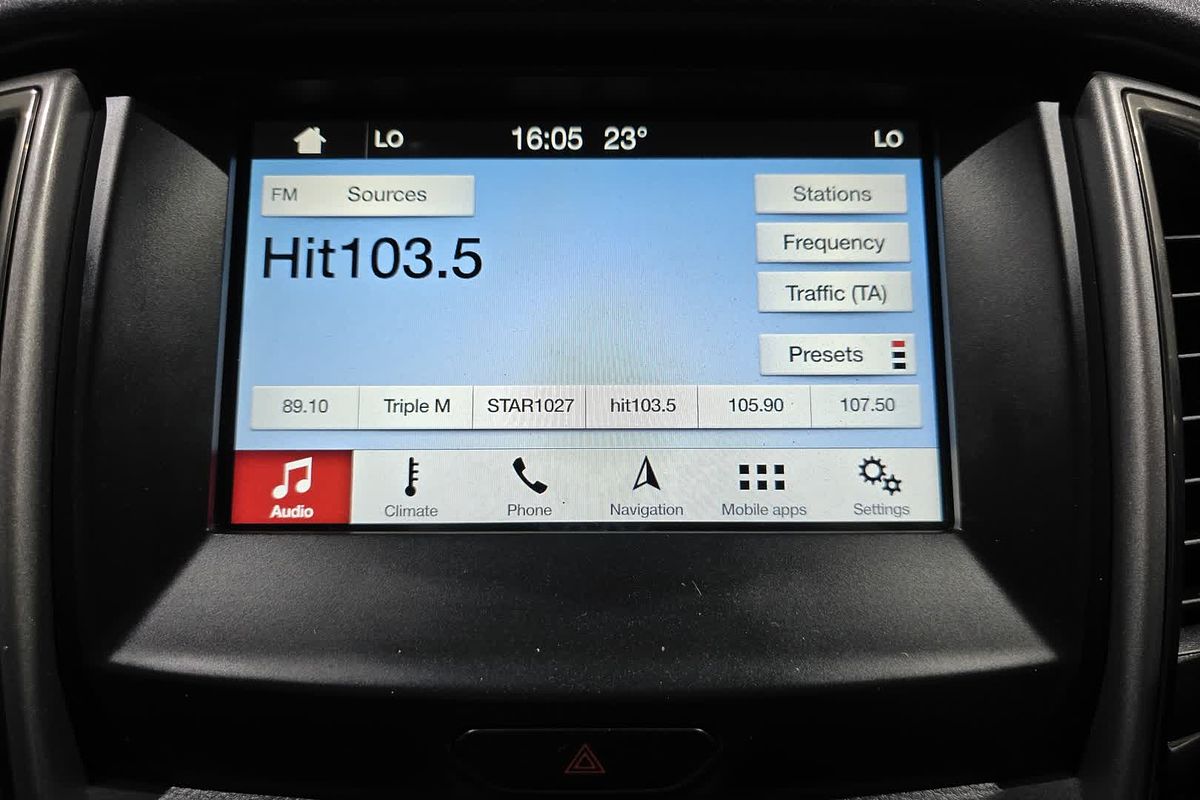 LO 16:05 23° LO
FM Sources
Stations
Hit103.5
Frequency
Traffic (TA)
Presets
89.10 Triple M STAR1027 hit103.5 105.90 107.50
Audio Climate Phone Navigation Mobile apps Settings